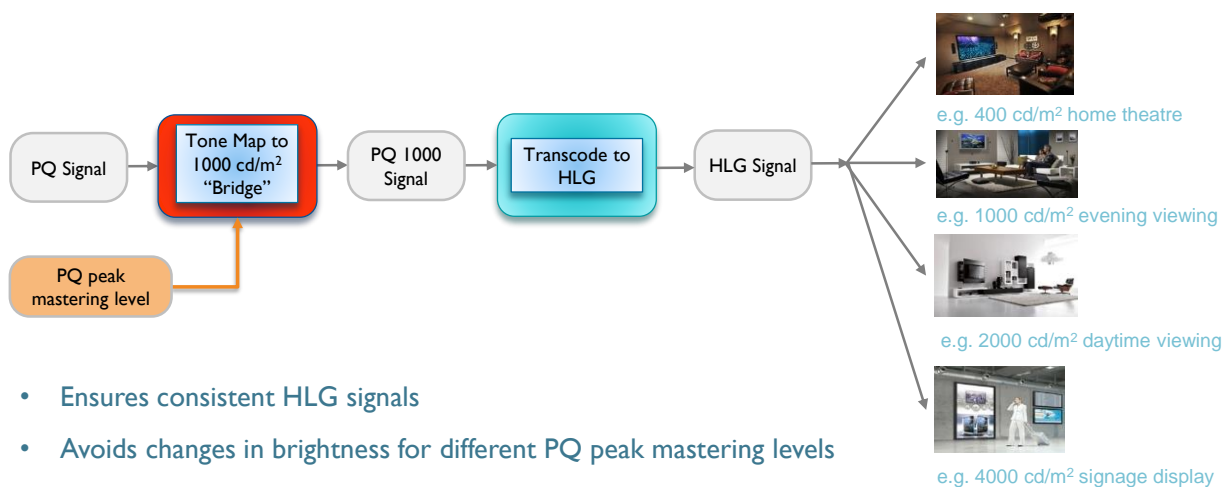 PQ Signal
Tone Map to
1000 cd/m²
“Bridge”
PQ 1000
Signal
Transcode to
HLG
HLG Signal
PQ peak
mastering level
e.g. 400 cd/m² home theatre
e.g. 1000 cd/m² evening viewing
e.g. 2000 cd/m² daytime viewing
e.g. 4000 cd/m² signage display
• Ensures consistent HLG signals
• Avoids changes in brightness for different PQ peak mastering levels